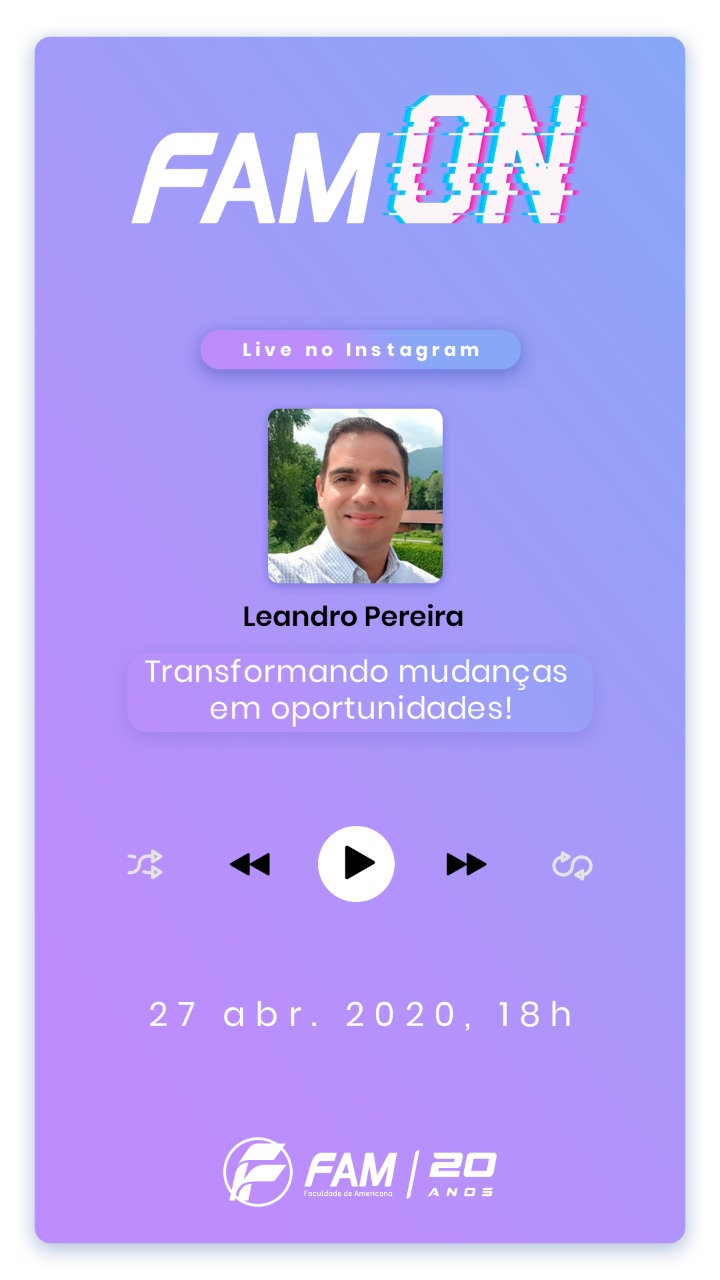 FAM ON
Live no Instagram
Leandro Pereira
Transformando mudanças
em oportunidades!
27 abr. 2020, 18h
FAM | 20
Faculdade de Americana ANOS